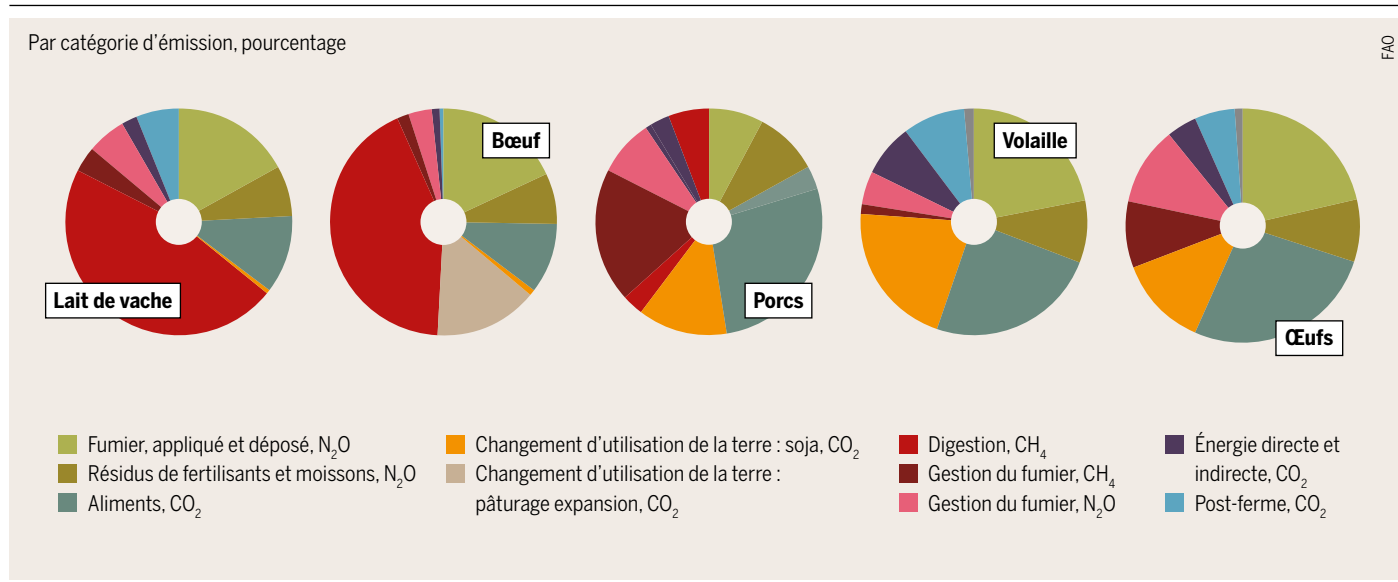 Par catégorie d'émission, pourcentage
FAO
Bœuf
Volaille
Lait de vache
Porcs
Œufs
Fumier, appliqué et déposé, N₂O
Résidus de fertilisants et moissons, N₂O
Aliments, CO₂
Changement d'utilisation de la terre : soja, CO₂
Changement d'utilisation de la terre :
pâturage expansion, CO₂
Digestion, CH₄
Gestion du fumier, CH₄
Gestion du fumier, N₂O
Énergie directe et
indirecte, CO₂
Post-ferme, CO₂